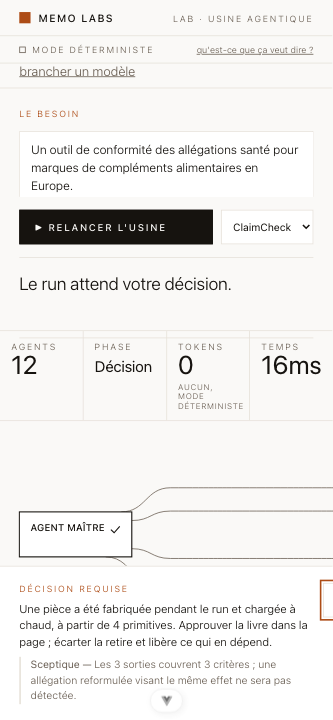 MEMO LABS
LAB · USINE AGENTIQUE
MODE DÉTERMINISTE
qu'est-ce que ça veut dire ?
brancher un modèle
LE BESOIN
Un outil de conformité des allégations santé pour
marques de compléments alimentaires en
Europe.
▶ RELANCER L'USINE
ClaimCheck
Le run attend votre décision.
AGENTS
12
PHASE
Décision
TOKENS
0
AUCUN,
MODE
DÉTERMINISTE
TEMPS
16ms
AGENT MAÎTRE ✓
DÉCISION REQUISE
Une pièce a été fabriquée pendant le run et chargée à
chaud, à partir de 4 primitives. Approuver la livre dans la
page ; écarter la retire et libère ce qui en dépend.
Sceptique — Les 3 sorties couvrent 3 critères ; une
allégation reformulée visant le même effet ne sera pas
détectée.